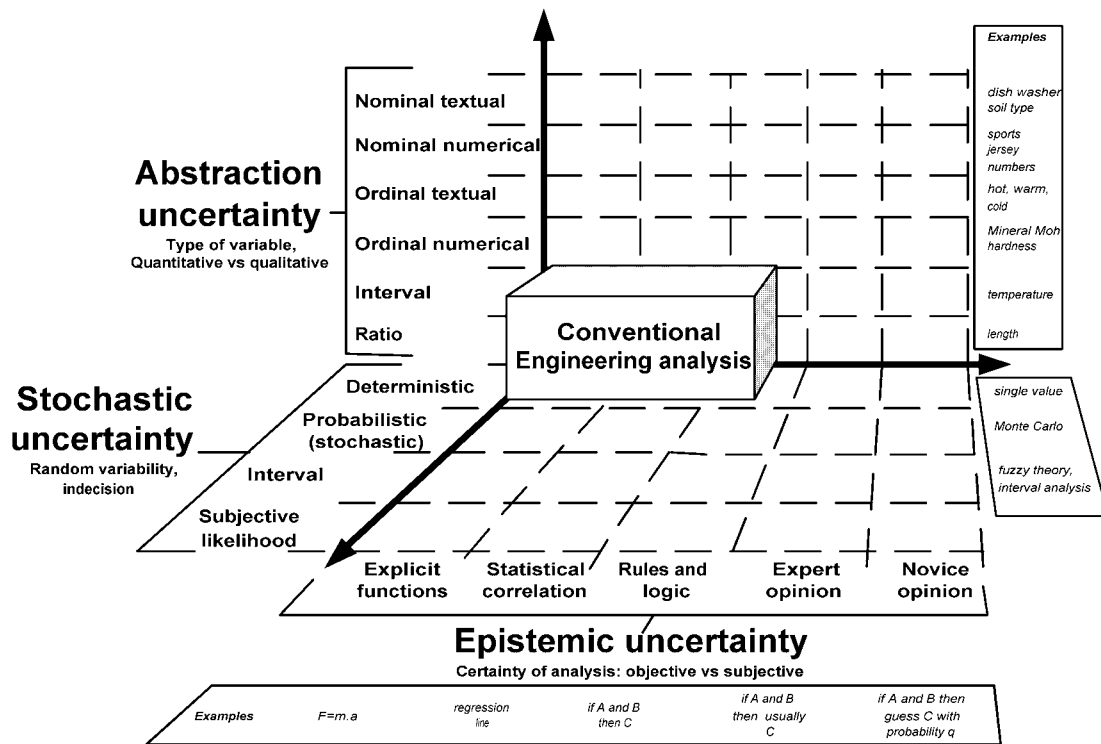 Examples
Nominal textual
dish washer
soil type
Nominal numerical
sports
jersey
numbers
Abstraction
uncertainty
Type of variable,
Quantitative vs qualitative
Ordinal textual
hot, warm,
cold
Ordinal numerical
Mineral Moh
hardness
Interval
temperature
Ratio
length
Conventional
Engineering analysis
Stochastic
uncertainty
Random variability,
indecision
Deterministic
single value
Probabilistic
(stochastic)
Monte Carlo
Interval
fuzzy theory,
interval analysis
Subjective
likelihood
Explicit
functions
Statistical
correlation
Rules and
logic
Expert
opinion
Novice
opinion
Epistemic uncertainty
Certainty of analysis: objective vs subjective
Examples
F=m.a
regression
line
if A and B
then C
if A and B
then usually
C
if A and B then
guess C with
probability q